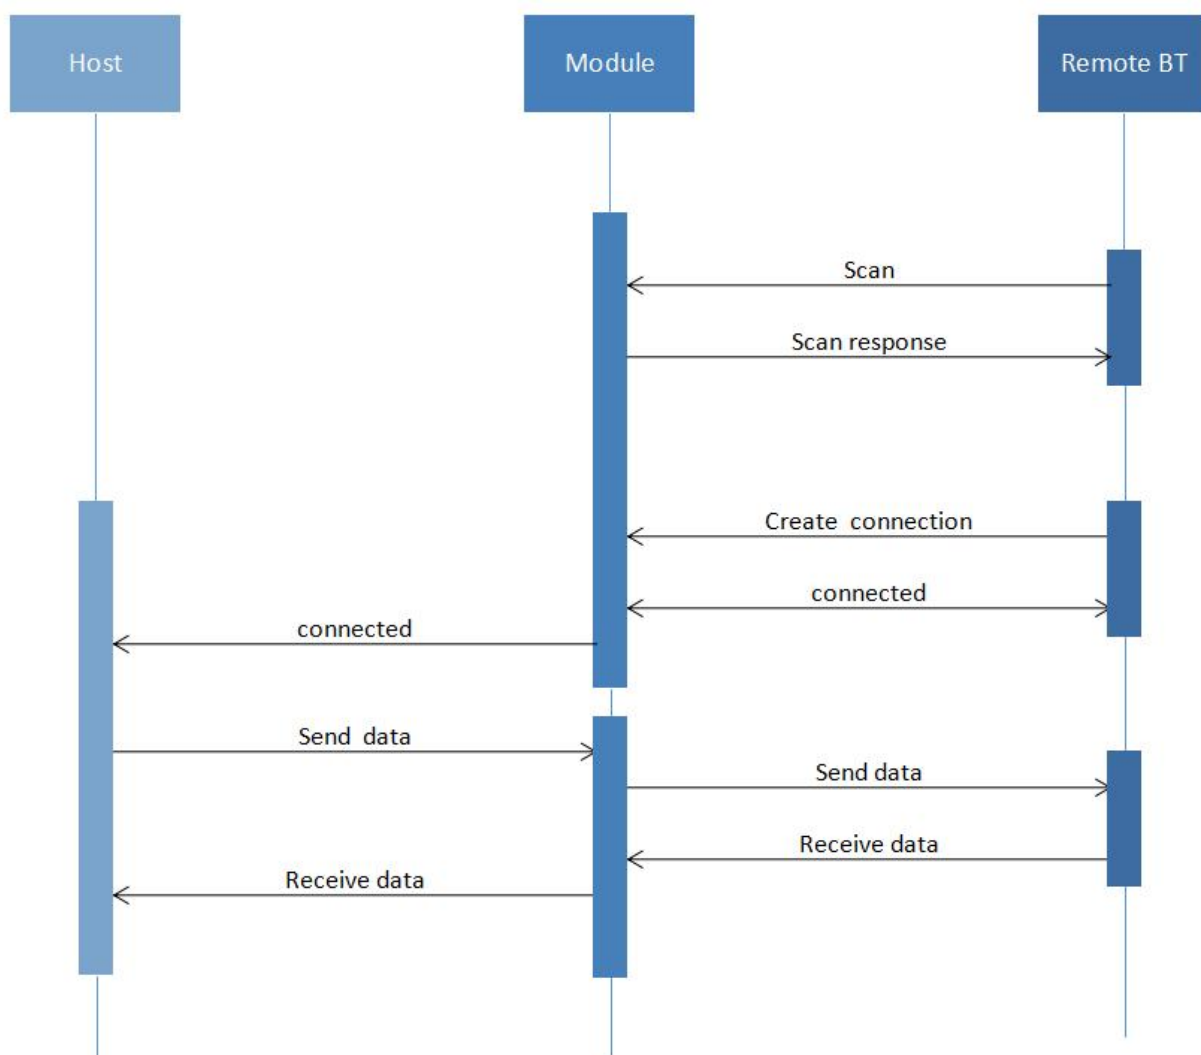 Host
Module
Remote BT
Scan
Scan response
Create  connection
connected
connected
Send  data
Send data
Receive data
Receive data